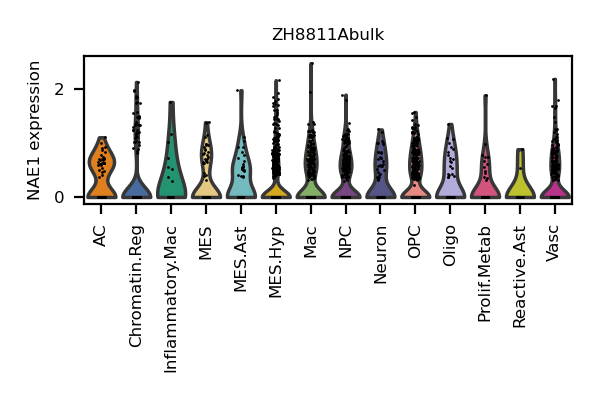 ZH8811Abulk
NAE1 expression
2
0
AC
Chromatin.Reg
Inflammatory.Mac
MES
MES.Ast
MES.Hyp
Mac
NPC
Neuron
OPC
Oligo
Prolif.Metab
Reactive.Ast
Vasc